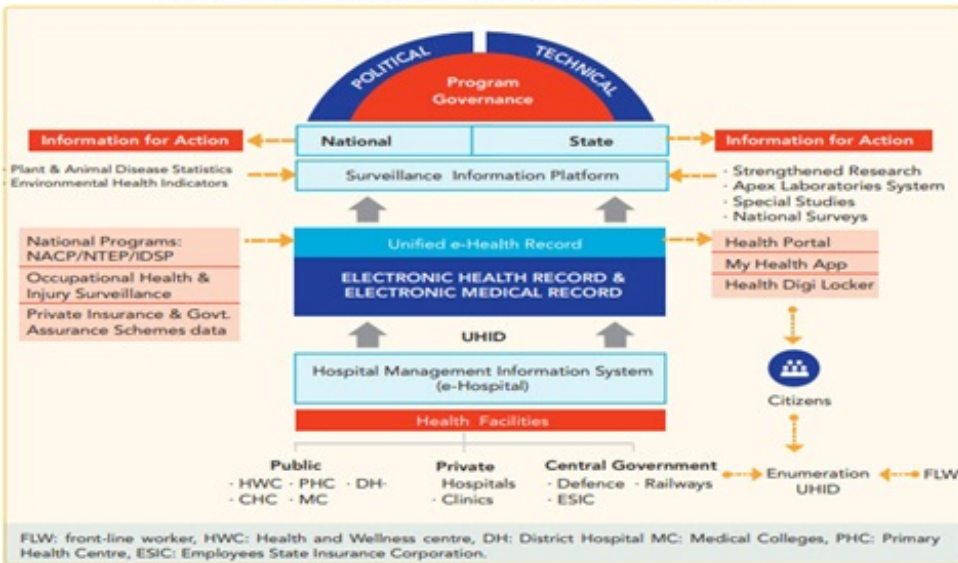 POLITICAL
TECHNICAL
Program
Governance
Information for Action
National
State
Information for Action
· Plant & Animal Disease Statistics
· Environmental Health Indicators
Surveillance Information Platform
· Strengthened Research
· Apex Laboratories System
· Special Studies
· National Surveys
National Programs:
NACP/NTEP/IDSP
Occupational Health &
Injury Surveillance
Private Insurance & Govt.
Assurance Schemes data
Unified e-Health Record
ELECTRONIC HEALTH RECORD &
ELECTRONIC MEDICAL RECORD
Health Portal
My Health App
Health Digi Locker
UHID
Hospital Management Information System
(e-Hospital)
Citizens
Health Facilities
Public
· HWC · PHC · DH·
· CHC · MC
Private
Hospitals
· Clinics
Central Government
· Defence · Railways
· ESIC
Enumeration
UHID
FLW
FLW: front-line worker, HWC: Health and Wellness centre, DH: District Hospital MC: Medical Colleges, PHC: Primary
Health Centre, ESIC: Employees State Insurance Corporation.